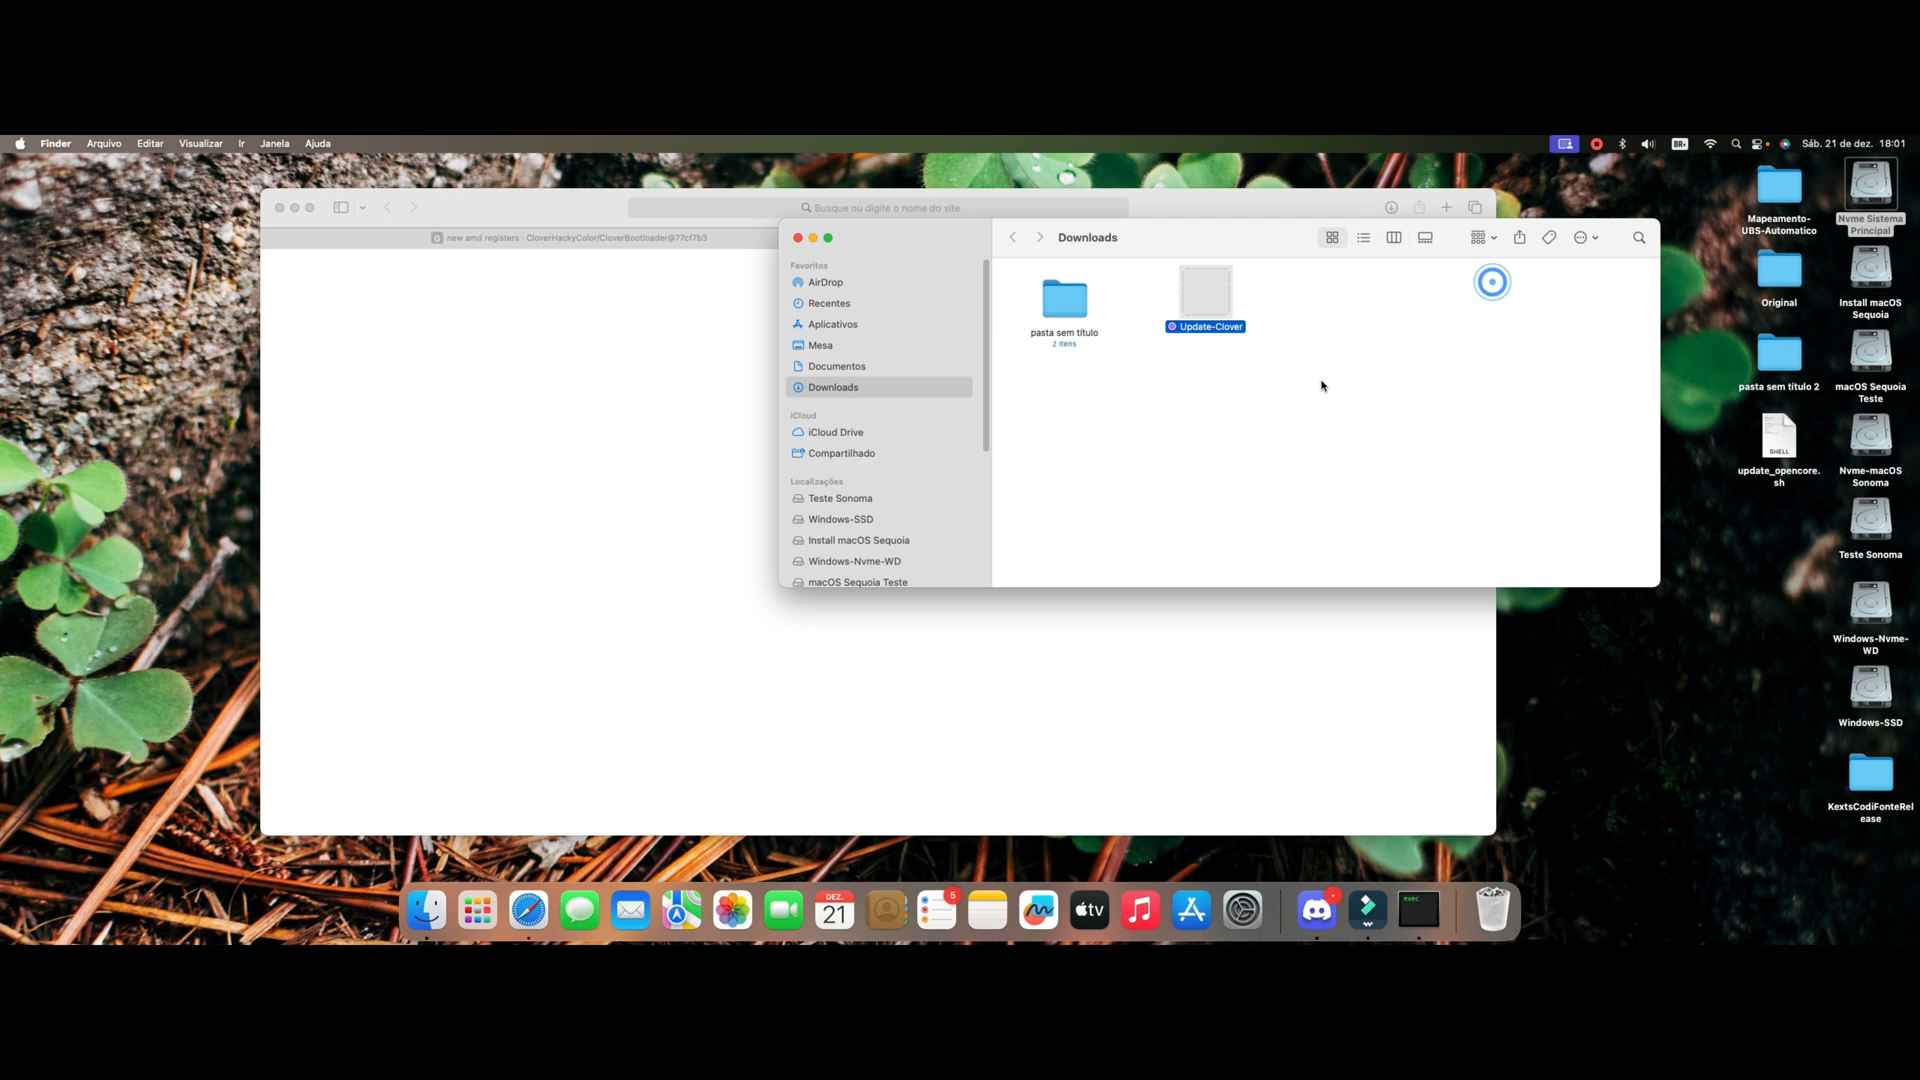 Finder Arquivo Editar Visualizar Ir Janela Ajuda
BR Sáb. 21 de dez. 18:01
Busque ou digite o nome do site
new amd registers · CloverHackyColor/CloverBootloader@77cf7b3
Downloads
Favoritos
AirDrop
Recentes
Aplicativos
Mesa
Documentos
Downloads
iCloud
iCloud Drive
Compartilhado
Localizações
Teste Sonoma
Windows-SSD
Install macOS Sequoia
Windows-Nvme-WD
macOS Sequoia Teste
pasta sem título
2 itens
Update-Clover
Mapeamento-
UBS-Automatico
Original
pasta sem título 2
SHELL
update_opencore.
sh
Nvme Sistema
Principal
Install macOS
Sequoia
macOS Sequoia
Teste
Nvme-macOS
Sonoma
Teste Sonoma
Windows-Nvme-
WD
Windows-SSD
KextsCodiFonteRel
ease
DEZ.
21
5
tv
exec